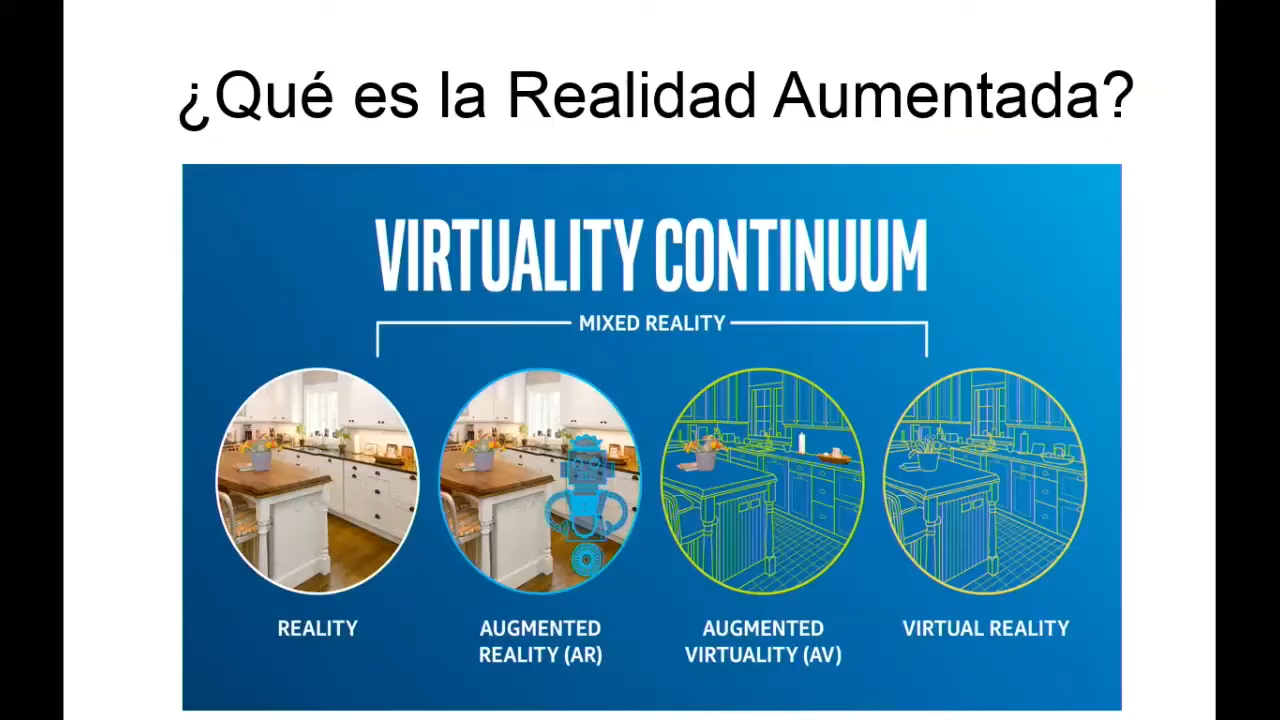 ¿Qué es la Realidad Aumentada?
VIRTUALITY CONTINUUM
MIXED REALITY
REALITY
AUGMENTED
REALITY (AR)
AUGMENTED
VIRTUALITY (AV)
VIRTUAL REALITY